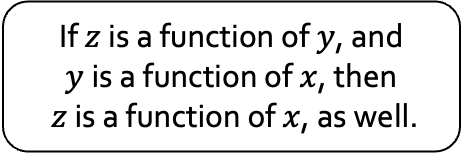 If z is a function of y, and
y is a function of x, then
z is a function of x, as well.